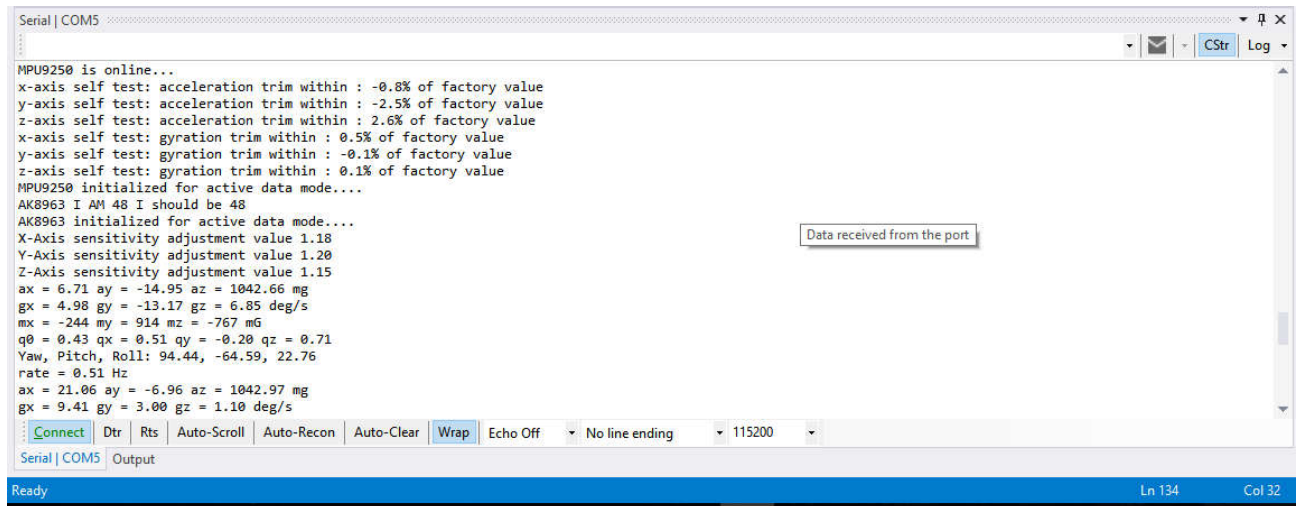 Serial | COM5
CStr Log
MPU9250 is online...
x-axis self test: acceleration trim within : -0.8% of factory value
y-axis self test: acceleration trim within : -2.5% of factory value
z-axis self test: acceleration trim within : 2.6% of factory value
x-axis self test: gyration trim within : 0.5% of factory value
y-axis self test: gyration trim within : -0.1% of factory value
z-axis self test: gyration trim within : 0.1% of factory value
MPU9250 initialized for active data mode....
AK8963 I AM 48 I should be 48
AK8963 initialized for active data mode....
X-Axis sensitivity adjustment value 1.18
Data received from the port
Y-Axis sensitivity adjustment value 1.20
Z-Axis sensitivity adjustment value 1.15
ax = 6.71 ay = -14.95 az = 1042.66 mg
gx = 4.98 gy = -13.17 gz = 6.85 deg/s
mx = -244 my = 914 mz = -767 mG
q0 = 0.43 qx = 0.51 qy = -0.20 qz = 0.71
Yaw, Pitch, Roll: 94.44, -64.59, 22.76
rate = 0.51 Hz
ax = 21.06 ay = -6.96 az = 1042.97 mg
gx = 9.41 gy = 3.00 gz = 1.10 deg/s
Connect Dtr Rts Auto-Scroll Auto-Recon Auto-Clear Wrap Echo Off No line ending 115200
Serial | COM5 Output
Ready Ln 134 Col 32